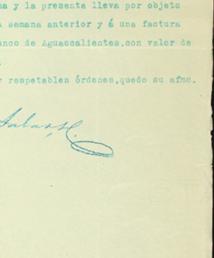 na y la presente lleva por objeto
semana anterior y á una factura
anco de Aguascalientes, con valor de
respetables órdenes, quedo su afmo.